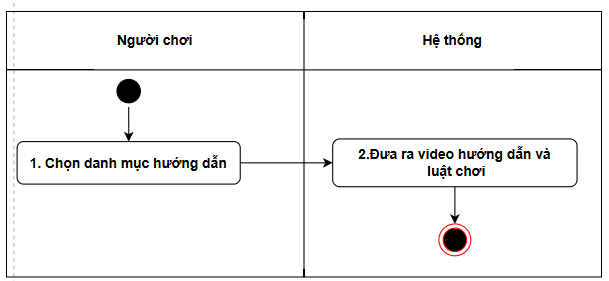 Người chơi
Hệ thống
1. Chọn danh mục hướng dẫn
2.Đưa ra video hướng dẫn và
luật chơi